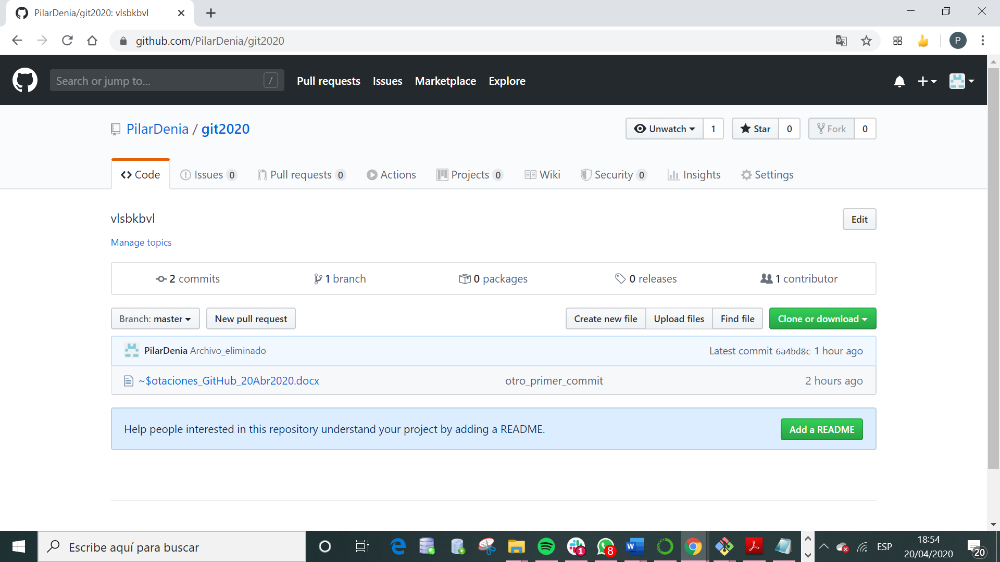 PilarDenia/git2020: vlsbkbvl
github.com/PilarDenia/git2020
P
Search or jump to...
/
Pull requests Issues Marketplace Explore
PilarDenia / git2020
Unwatch 1 Star 0 Fork 0
Code Issues 0 Pull requests 0 Actions Projects 0 Wiki Security 0 Insights Settings
vlsbkbvl
Edit
Manage topics
2 commits 1 branch 0 packages 0 releases 1 contributor
Branch: master New pull request Create new file Upload files Find file Clone or download
PilarDenia Archivo_eliminado Latest commit 6a4bd8c 1 hour ago
~$otaciones_GitHub_20Abr2020.docx otro_primer_commit 2 hours ago
Help people interested in this repository understand your project by adding a README. Add a README
Escribe aquí para buscar
1
8
W
ESP
18:54
20/04/2020
20